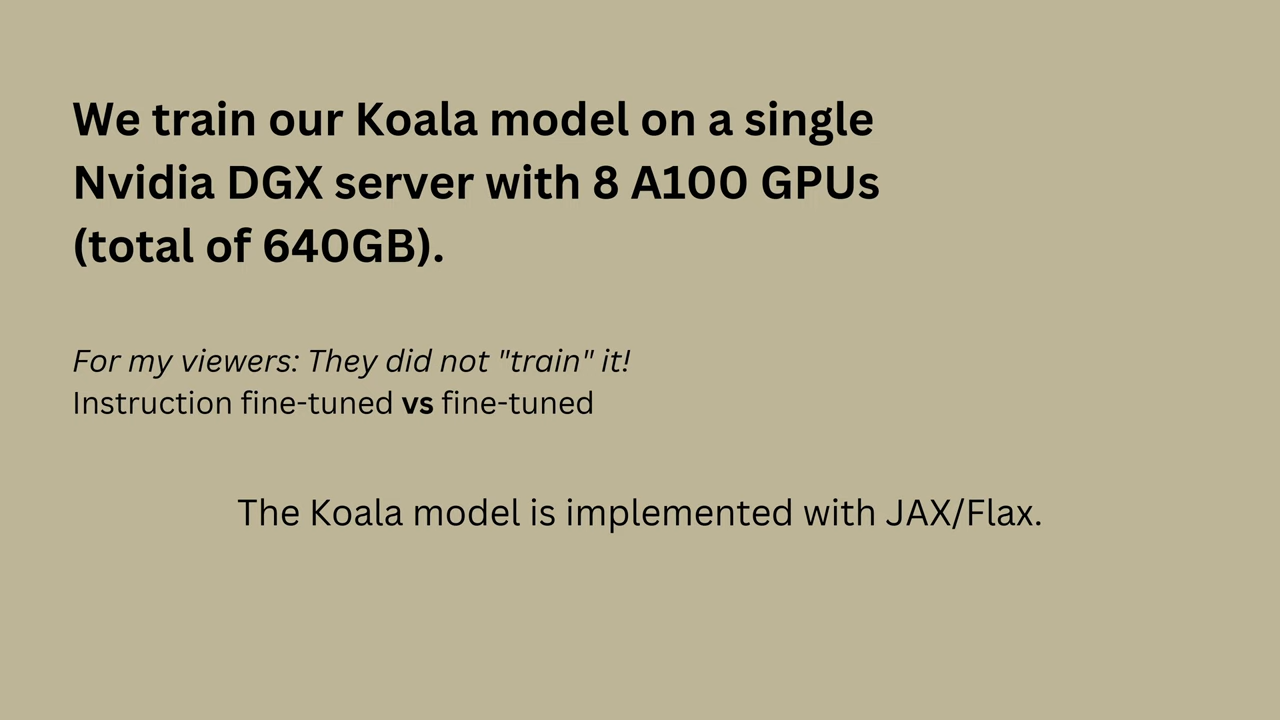 We train our Koala model on a single
Nvidia DGX server with 8 A100 GPUs
(total of 640GB).
For my viewers: They did not "train" it!
Instruction fine-tuned vs fine-tuned
The Koala model is implemented with JAX/Flax.